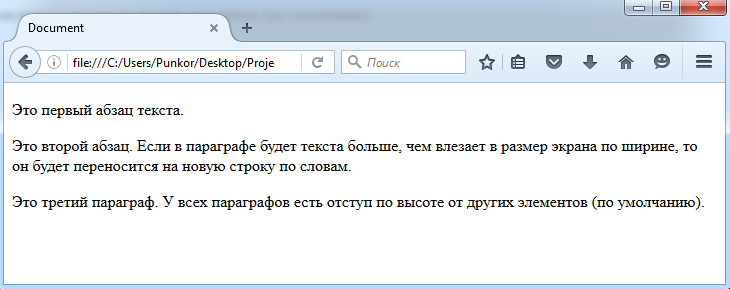 Document
file:///C:/Users/Punkor/Desktop/Proje
Поиск
Это первый абзац текста.
Это второй абзац. Если в параграфе будет текста больше, чем влезает в размер экрана по ширине, то
он будет переносится на новую строку по словам.
Это третий параграф. У всех параграфов есть отступ по высоте от других элементов (по умолчанию).